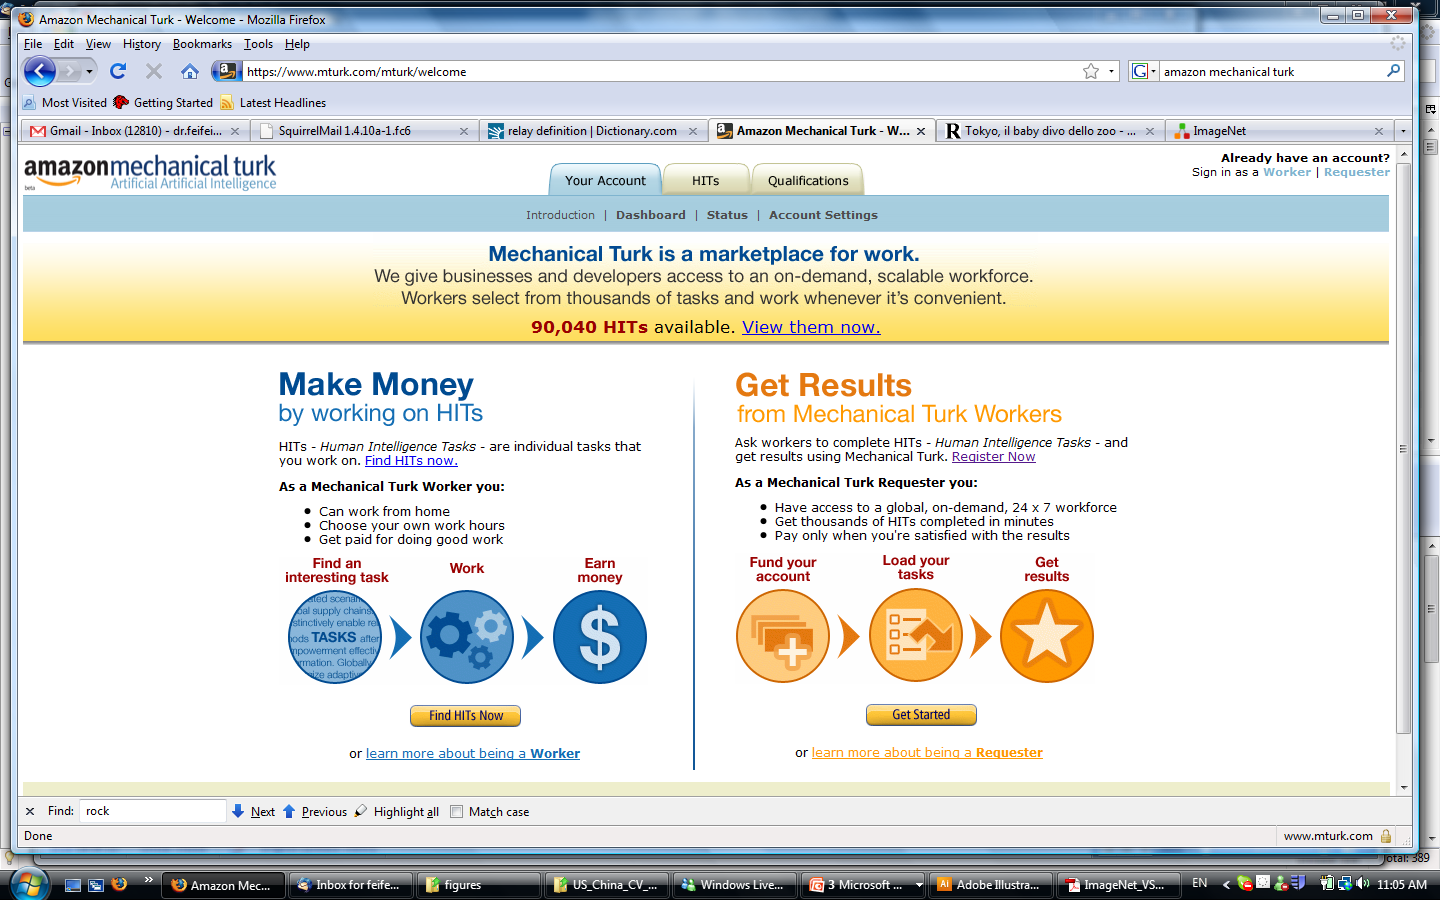 Amazon Mechanical Turk - Welcome - Mozilla Firefox
File Edit View History Bookmarks Tools Help
https://www.mturk.com/mturk/welcome
G amazon mechanical turk
Most Visited Getting Started Latest Headlines
Gmail - Inbox (12810) - dr.feifei...
SquirrelMail 1.4.10a-1.fc6
relay definition | Dictionary.com
Amazon Mechanical Turk - W...
R Tokyo, il baby divo dello zoo - ...
ImageNet
amazonmechanical turk
beta Artificial Artificial Intelligence
Your Account HITs Qualifications
Already have an account?
Sign in as a Worker | Requester
Introduction | Dashboard | Status | Account Settings
Mechanical Turk is a marketplace for work.
We give businesses and developers access to an on-demand, scalable workforce.
Workers select from thousands of tasks and work whenever it's convenient.
90,040 HITs available. View them now.
Make Money
by working on HITs
HITs - Human Intelligence Tasks - are individual tasks that
you work on. Find HITs now.
As a Mechanical Turk Worker you:
Can work from home
Choose your own work hours
Get paid for doing good work
Find an
interesting task
Work
Earn
money
TASKS
$
Find HITs Now
or learn more about being a Worker
Get Results
from Mechanical Turk Workers
Ask workers to complete HITs - Human Intelligence Tasks - and
get results using Mechanical Turk. Register Now
As a Mechanical Turk Requester you:
Have access to a global, on-demand, 24 x 7 workforce
Get thousands of HITs completed in minutes
Pay only when you're satisfied with the results
Fund your
account
Load your
tasks
Get
results
Get Started
or learn more about being a Requester
Find: rock Next Previous Highlight all Match case
Done
www.mturk.com
Amazon Mec... Inbox for feife... figures US_China_CV_... Windows Live... 3 Microsoft ... Adobe Illustra... ImageNet_VS... EN 11:05 AM